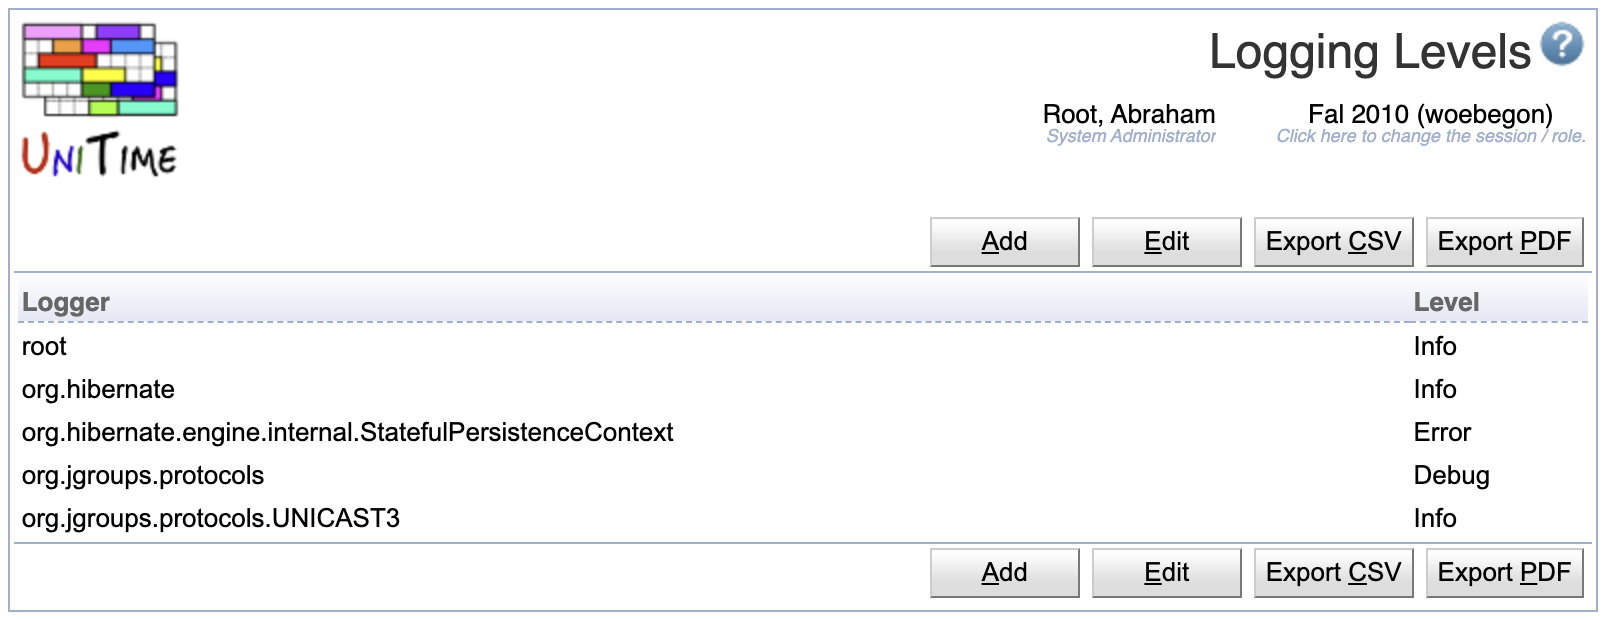 Logging Levels ?
UNITIME
Root, Abraham Fal 2010 (woebegon)
System Administrator Click here to change the session / role.
Add Edit Export CSV Export PDF
Logger Level
root Info
org.hibernate Info
org.hibernate.engine.internal.StatefulPersistenceContext Error
org.jgroups.protocols Debug
org.jgroups.protocols.UNICAST3 Info
Add Edit Export CSV Export PDF